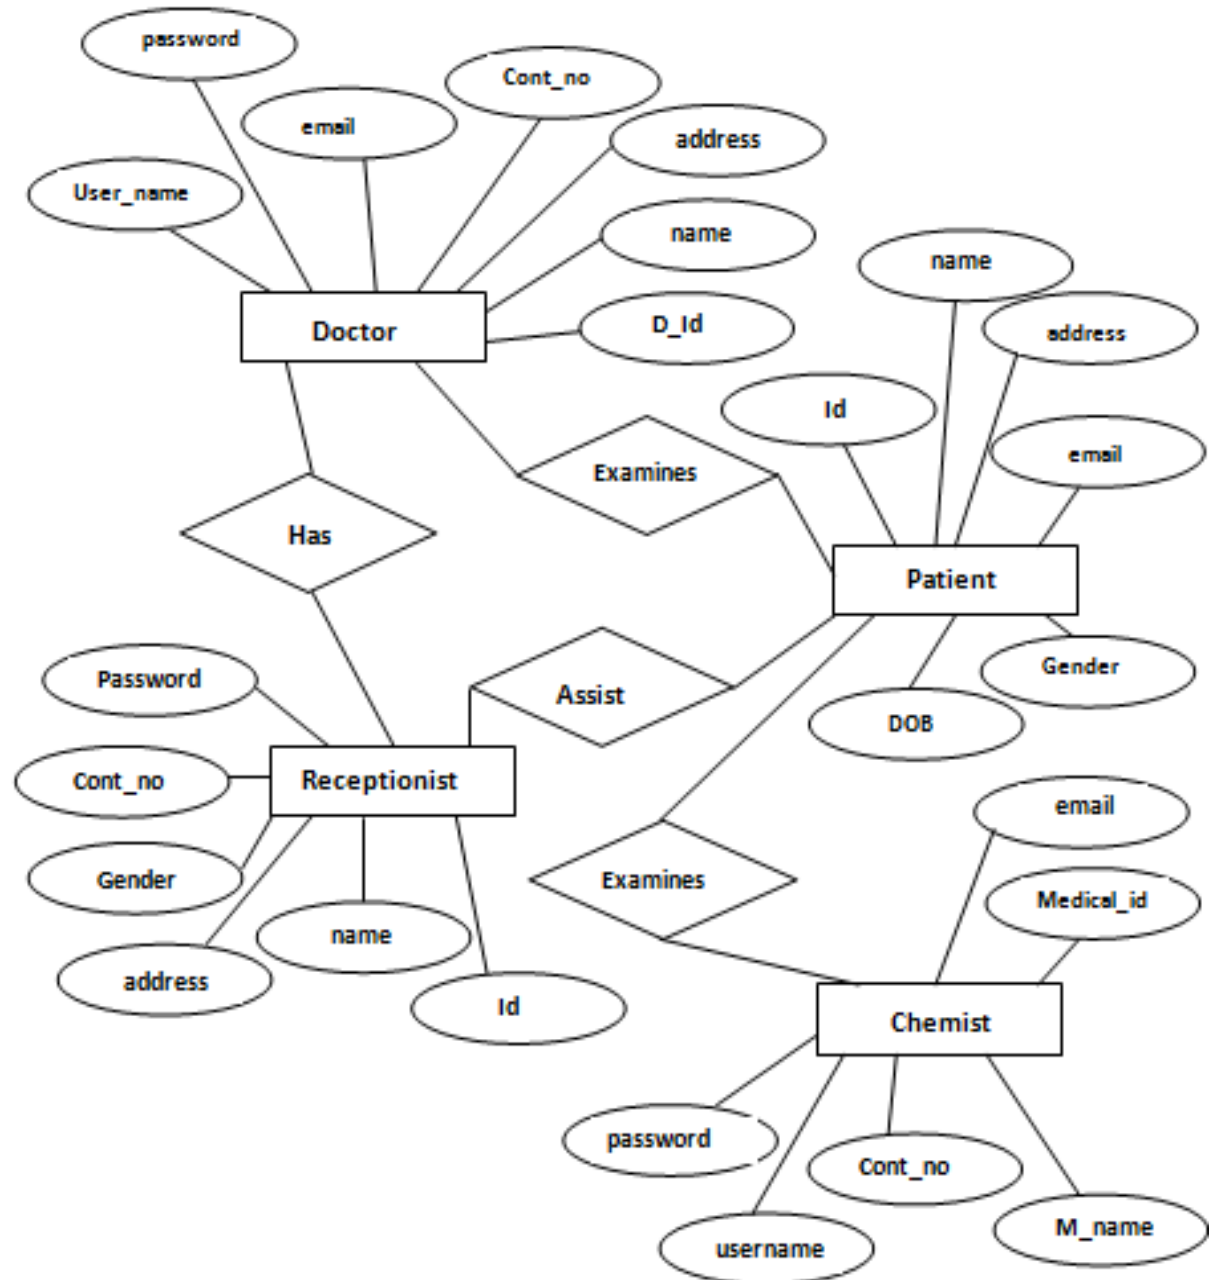 password
Cont_no
email
address
User_name
name
name
D_Id
Doctor
address
Id
email
Examines
Has
Patient
Gender
Password
Assist
DOB
Cont_no
Receptionist
email
Gender
Examines
Medical_id
name
address
Id
Chemist
password
Cont_no
M_name
username